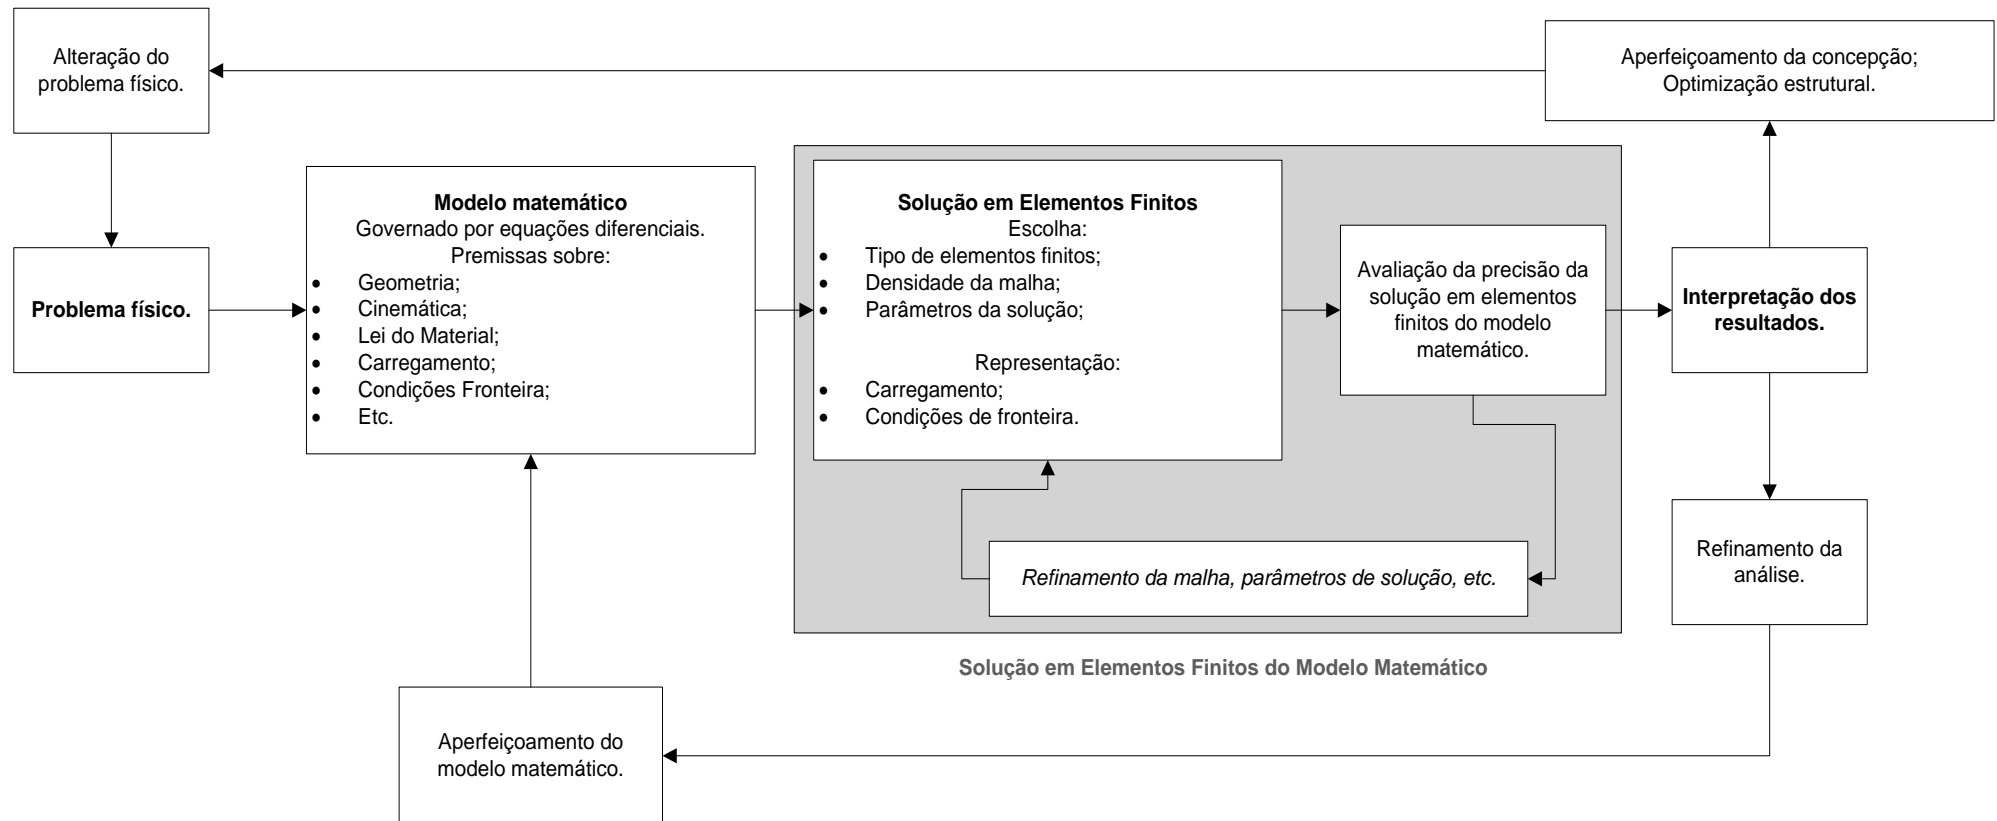 Alteração do
problema físico.
Aperfeiçoamento da concepção;
Optimização estrutural.
Problema físico.
Modelo matemático
Governado por equações diferenciais.
Premissas sobre:
• Geometria;
• Cinemática;
• Lei do Material;
• Carregamento;
• Condições Fronteira;
• Etc.
Solução em Elementos Finitos
Escolha:
• Tipo de elementos finitos;
• Densidade da malha;
• Parâmetros da solução;
Representação:
• Carregamento;
• Condições de fronteira.
Avaliação da precisão da
solução em elementos
finitos do modelo
matemático.
Interpretação dos
resultados.
Refinamento da malha, parâmetros de solução, etc.
Refinamento da
análise.
Solução em Elementos Finitos do Modelo Matemático
Aperfeiçoamento do
modelo matemático.